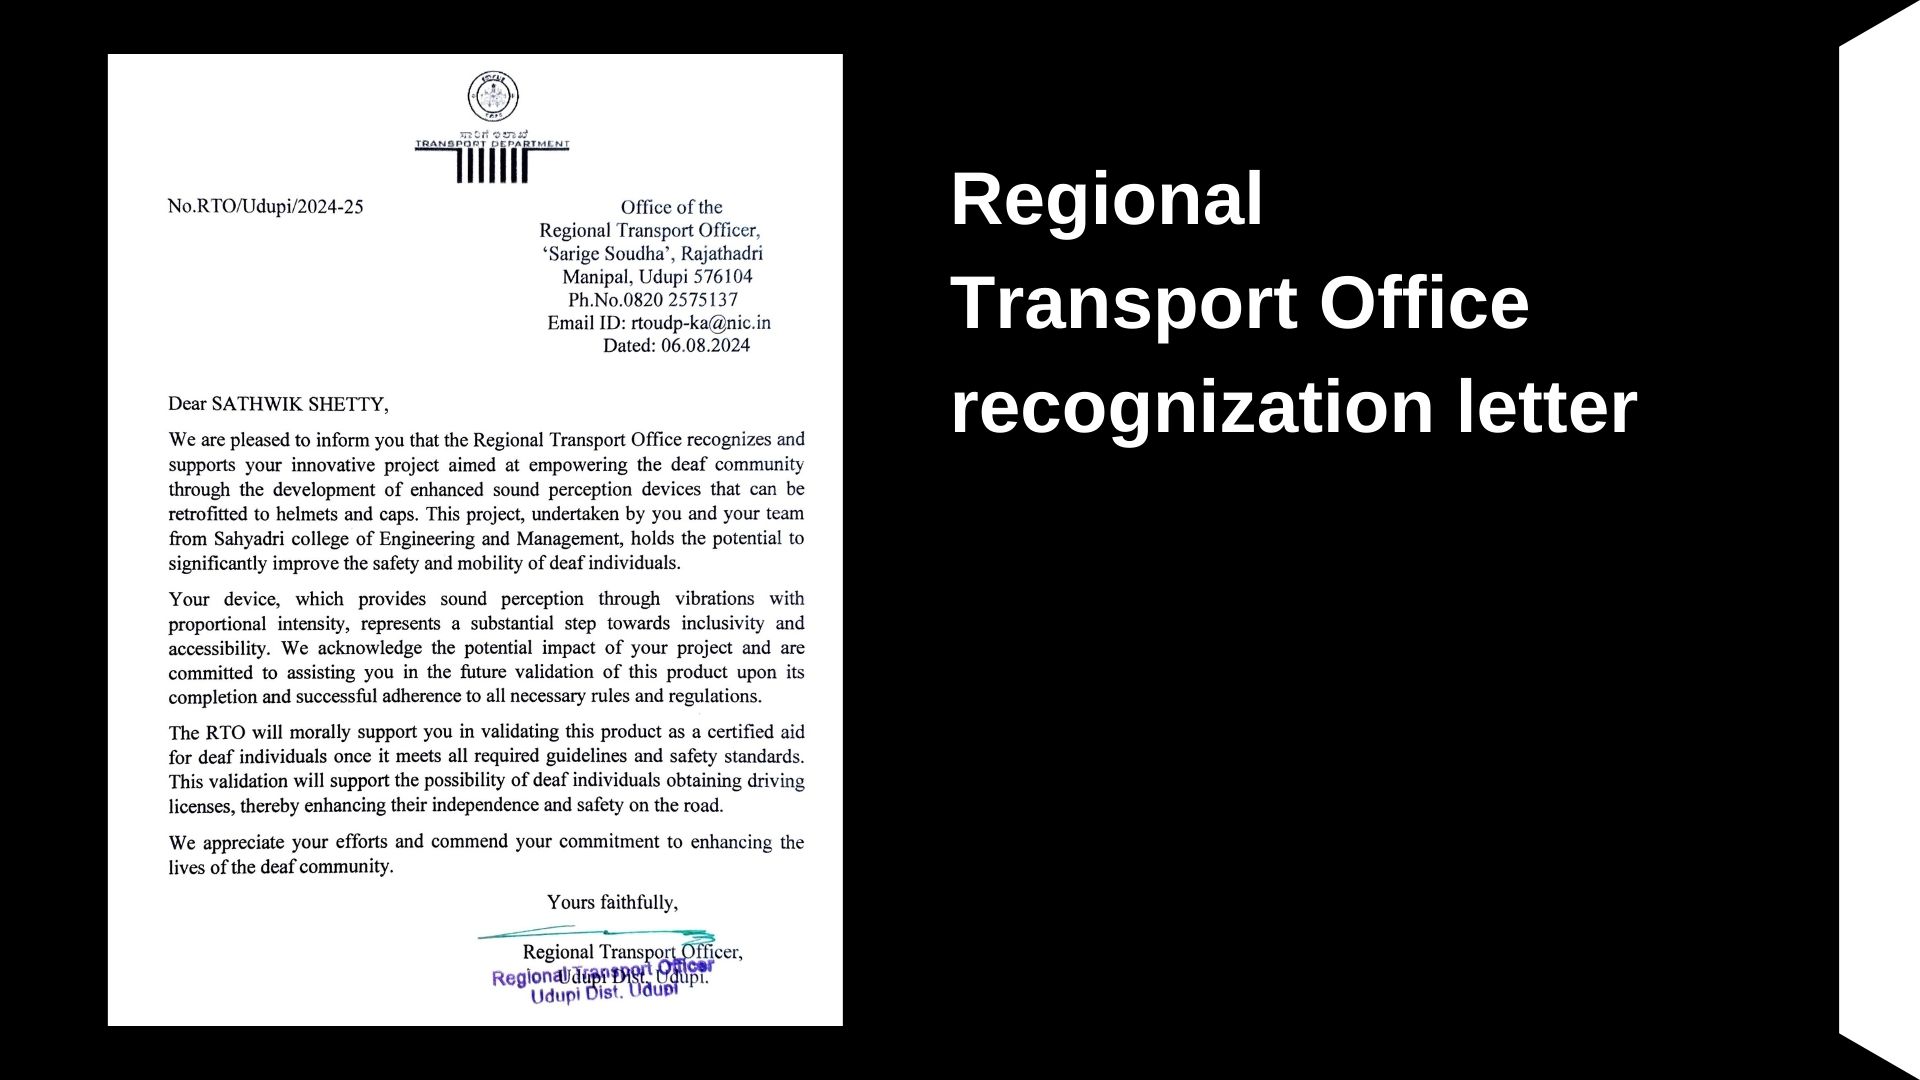 ಸಾರಿಗೆ ಇಲಾಖೆ
TRANSPORT DEPARTMENT
No.RTO/Udupi/2024-25
Office of the
Regional Transport Officer,
‘Sarige Soudha’, Rajathadri
Manipal, Udupi 576104
Ph.No.0820 2575137
Email ID: rtoudp-ka@nic.in
Dated: 06.08.2024
Dear SATHWIK SHETTY,
We are pleased to inform you that the Regional Transport Office recognizes and
supports your innovative project aimed at empowering the deaf community
through the development of enhanced sound perception devices that can be
retrofitted to helmets and caps. This project, undertaken by you and your team
from Sahyadri college of Engineering and Management, holds the potential to
significantly improve the safety and mobility of deaf individuals.
Your device, which provides sound perception through vibrations with
proportional intensity, represents a substantial step towards inclusivity and
accessibility. We acknowledge the potential impact of your project and are
committed to assisting you in the future validation of this product upon its
completion and successful adherence to all necessary rules and regulations.
The RTO will morally support you in validating this product as a certified aid
for deaf individuals once it meets all required guidelines and safety standards.
This validation will support the possibility of deaf individuals obtaining driving
licenses, thereby enhancing their independence and safety on the road.
We appreciate your efforts and commend your commitment to enhancing the
lives of the deaf community.
Yours faithfully,
Regional Transport Officer,
Udupi Dist, Udupi.
Regional Transport Officer
Udupi Dist. Udupi
Regional
Transport Office
recognization letter